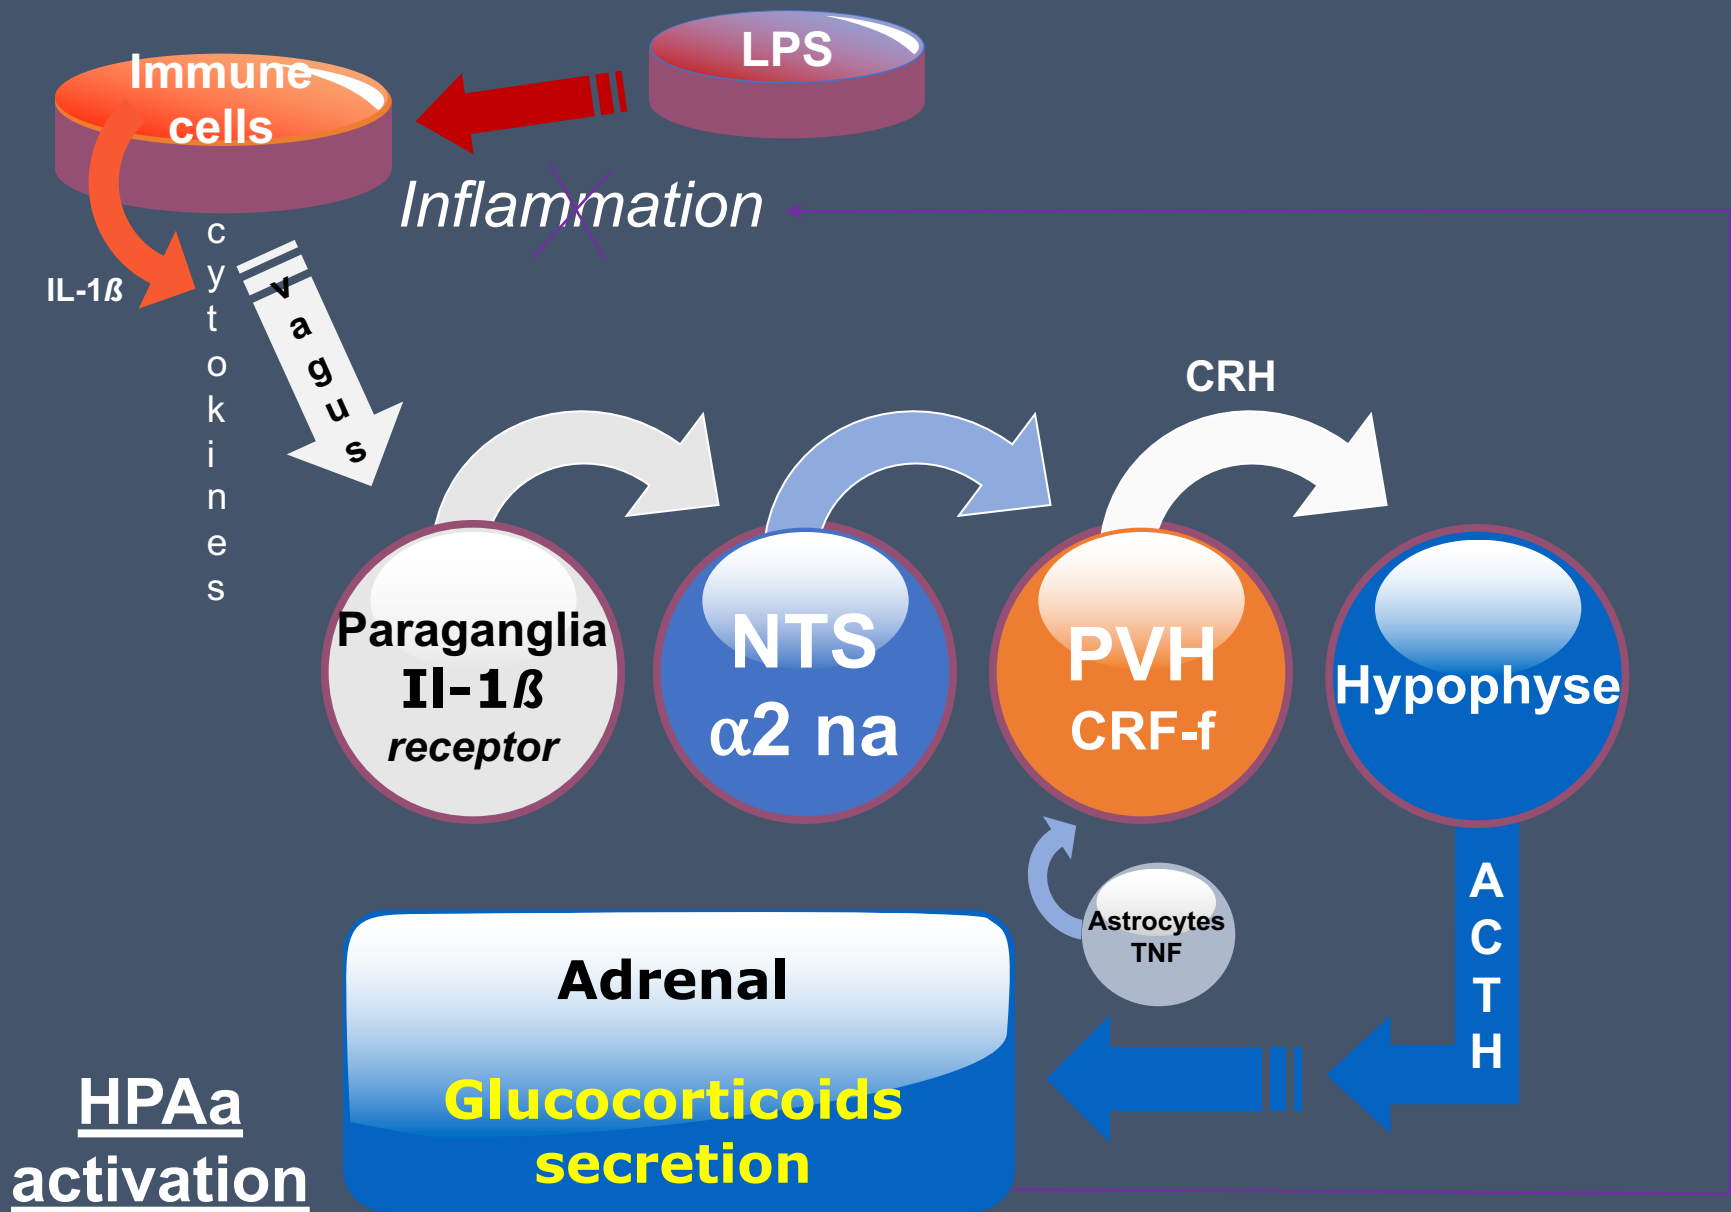 LPS
Immune
cells
Inflammation
IL-1ß
cytokines
vagus
CRH
Paraganglia
Il-1ß
receptor
NTS
α2 na
PVH
CRF-f
Hypophyse
Astrocytes
TNF
ACTH
Adrenal
Glucocorticoids
secretion
HPAa
activation